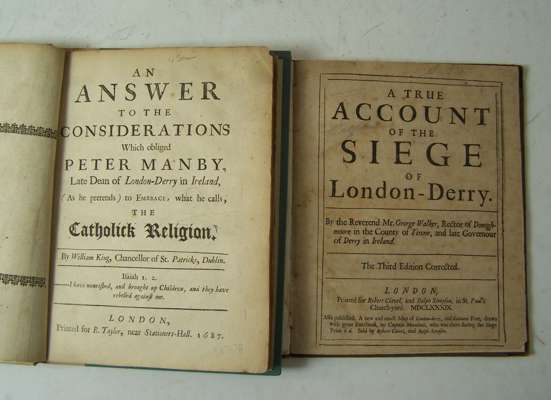 AN
ANSWER
TO THE
CONSIDERATIONS
Which obliged
PETER MANBY,
Late Dean of London-Derry in Ireland,
(As he pretends) to EMBRACE, what he calls,
THE
Catholick Religion.
By William King, Chancellor of St. Patricks, Dublin.
Isaiah 1. 2.
I have nourished, and brought up Children, and they have
rebelled against me.
LONDON,
Printed for R. Taylor, near Stationers-Hall. 1687.
A TRUE
ACCOUNT
OF THE
SIEGE
OF
London-Derry.
By the Reverend Mr. George Walker, Rector of Donogh-
moore in the County of Tirone, and late Governour
of Derry in Ireland.
The Third Edition Corrected.
LONDON,
Printed for Robert Clavel, and Ralph Simpson, in St. Paul's
Church-yard. MDCLXXXIX.